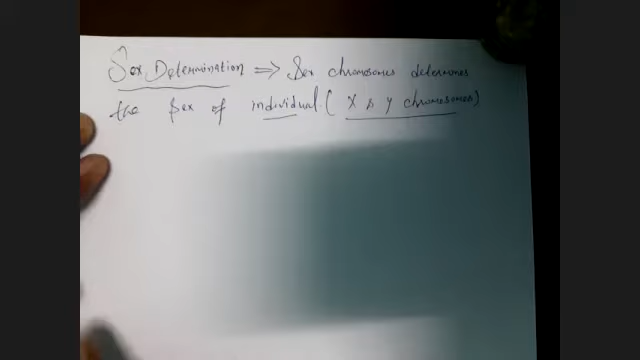 Sex Determination ⇒ Sex chromosomes determines
the sex of individual ( X & y chromosomes)